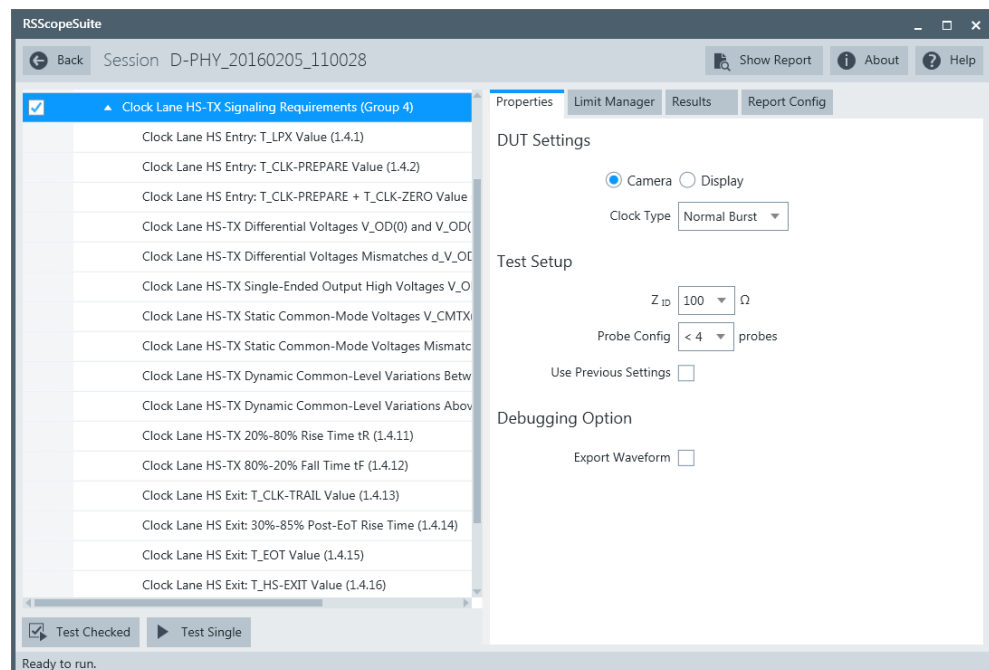 RSScopeSuite
Back Session D-PHY_20160205_110028 Show Report About Help
Clock Lane HS-TX Signaling Requirements (Group 4)
Clock Lane HS Entry: T_LPX Value (1.4.1)
Clock Lane HS Entry: T_CLK-PREPARE Value (1.4.2)
Clock Lane HS Entry: T_CLK-PREPARE + T_CLK-ZERO Value
Clock Lane HS-TX Differential Voltages V_OD(0) and V_OD(
Clock Lane HS-TX Differential Voltages Mismatches d_V_OD
Clock Lane HS-TX Single-Ended Output High Voltages V_O
Clock Lane HS-TX Static Common-Mode Voltages V_CMTX(
Clock Lane HS-TX Static Common-Mode Voltages Mismatc
Clock Lane HS-TX Dynamic Common-Level Variations Betw
Clock Lane HS-TX Dynamic Common-Level Variations Abov
Clock Lane HS-TX 20%-80% Rise Time tR (1.4.11)
Clock Lane HS-TX 80%-20% Fall Time tF (1.4.12)
Clock Lane HS Exit: T_CLK-TRAIL Value (1.4.13)
Clock Lane HS Exit: 30%-85% Post-EoT Rise Time (1.4.14)
Clock Lane HS Exit: T_EOT Value (1.4.15)
Clock Lane HS Exit: T_HS-EXIT Value (1.4.16)
Test Checked Test Single
Properties Limit Manager Results Report Config
DUT Settings
Camera Display
Clock Type Normal Burst
Test Setup
Z ID 100 Ω
Probe Config < 4 probes
Use Previous Settings
Debugging Option
Export Waveform
Ready to run.